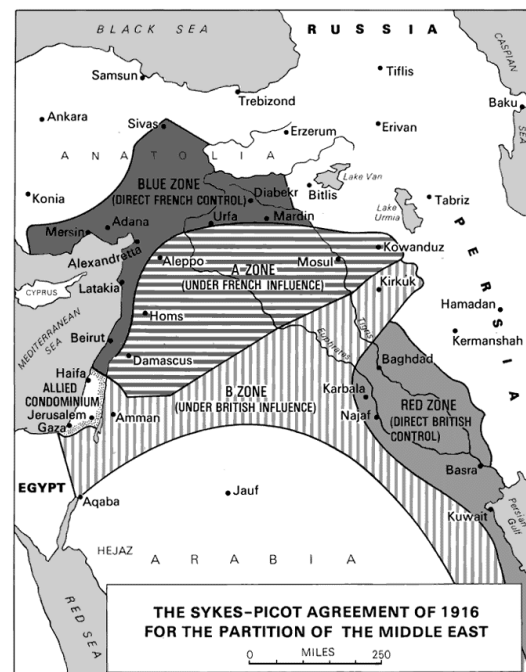 BLACK SEA
RUSSIA
CASPIAN
SEA
Samsun
Tiflis
Trebizond
Baku
Ankara
Sivas
Erzerum
Erivan
ANATOLIA
Lake Van
BLUE ZONE
(DIRECT FRENCH CONTROL)
Diabekr
Bitlis
Konia
Lake
Urmia
Tabriz
Adana
Urfa
Mardin
Mersin
PERSIA
Alexandretta
Kowanduz
Aleppo
A ZONE
(UNDER FRENCH INFLUENCE)
Mosul
CYPRUS
Latakia
Kirkuk
Hamadan
Homs
MEDITERRANEAN
SEA
Euphrates
Tigris
Kermanshah
Beirut
Damascus
Baghdad
Haifa
ALLIED
CONDOMINIUM
B ZONE
(UNDER BRITISH INFLUENCE)
Karbala
RED ZONE
(DIRECT BRITISH
CONTROL)
Jerusalem
Amman
Najaf
Gaza
Basra
EGYPT
Aqaba
Jauf
Kuwait
Persian
Gulf
HEJAZ
ARABIA
RED SEA
THE SYKES–PICOT AGREEMENT OF 1916
FOR THE PARTITION OF THE MIDDLE EAST
0 MILES 250